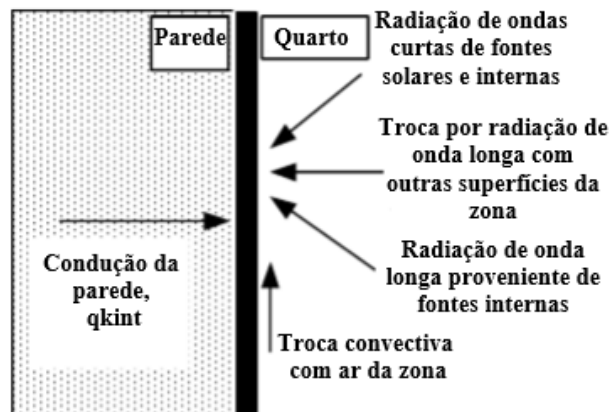 Parede
Quarto
Radiação de ondas
curtas de fontes
solares e internas
Troca por radiação de
onda longa com
outras superfícies da
zona
Radiação de onda
longa proveniente de
fontes internas
Condução da
parede,
qkint
Troca convectiva
com ar da zona